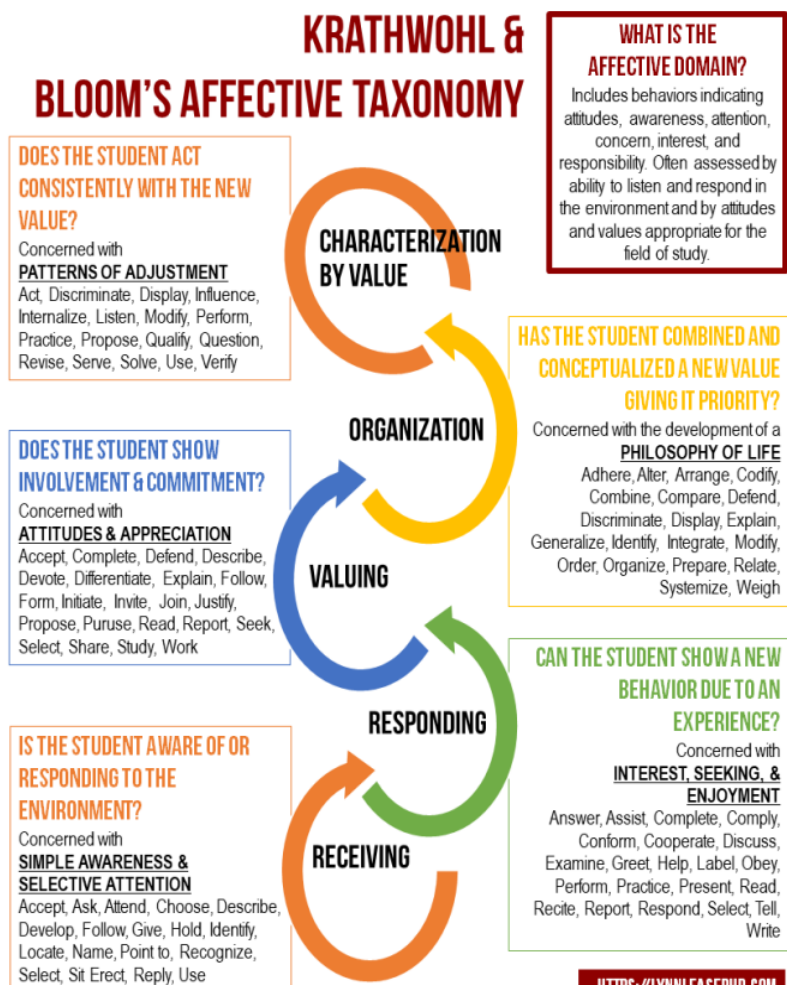 KRATHWOHL &
BLOOM'S AFFECTIVE TAXONOMY
WHAT IS THE
AFFECTIVE DOMAIN?
Includes behaviors indicating
attitudes, awareness, attention,
concern, interest, and
responsibility. Often assessed by
ability to listen and respond in
the environment and by attitudes
and values appropriate for the
field of study.
DOES THE STUDENT ACT
CONSISTENTLY WITH THE NEW
VALUE?
Concerned with
PATTERNS OF ADJUSTMENT
Act, Discriminate, Display, Influence,
Internalize, Listen, Modify, Perform,
Practice, Propose, Qualify, Question,
Revise, Serve, Solve, Use, Verify
CHARACTERIZATION
BY VALUE
HAS THE STUDENT COMBINED AND
CONCEPTUALIZED A NEW VALUE
GIVING IT PRIORITY?
Concerned with the development of a
PHILOSOPHY OF LIFE
Adhere, Alter, Arrange, Codify,
Combine, Compare, Defend,
Discriminate, Display, Explain,
Generalize, Identify, Integrate, Modify,
Order, Organize, Prepare, Relate,
Systemize, Weigh
ORGANIZATION
DOES THE STUDENT SHOW
INVOLVEMENT & COMMITMENT?
Concerned with
ATTITUDES & APPRECIATION
Accept, Complete, Defend, Describe,
Devote, Differentiate, Explain, Follow,
Form, Initiate, Invite, Join, Justify,
Propose, Puruse, Read, Report, Seek,
Select, Share, Study, Work
VALUING
CAN THE STUDENT SHOW A NEW
BEHAVIOR DUE TO AN
EXPERIENCE?
Concerned with
INTEREST, SEEKING, &
ENJOYMENT
Answer, Assist, Complete, Comply,
Conform, Cooperate, Discuss,
Examine, Greet, Help, Label, Obey,
Perform, Practice, Present, Read,
Recite, Report, Respond, Select, Tell,
Write
RESPONDING
IS THE STUDENT AWARE OF OR
RESPONDING TO THE
ENVIRONMENT?
Concerned with
SIMPLE AWARENESS &
SELECTIVE ATTENTION
Accept, Ask, Attend, Choose, Describe,
Develop, Follow, Give, Hold, Identify,
Locate, Name, Point to, Recognize,
Select, Sit Erect, Reply, Use
RECEIVING
HTTPS://LYNNLEASEPHD.COM